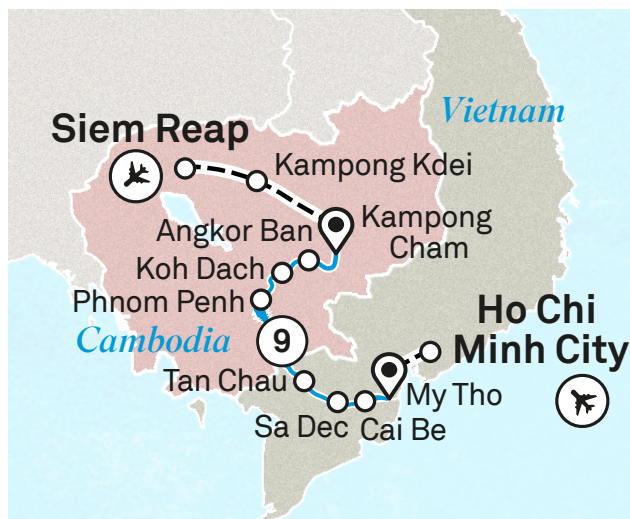 Vietnam
Siem Reap
Kampong Kdei
Angkor Ban
Kampong
Cham
Koh Dach
Phnom Penh
Ho Chi
Minh City
Cambodia
9
Tan Chau
My Tho
Sa Dec
Cai Be